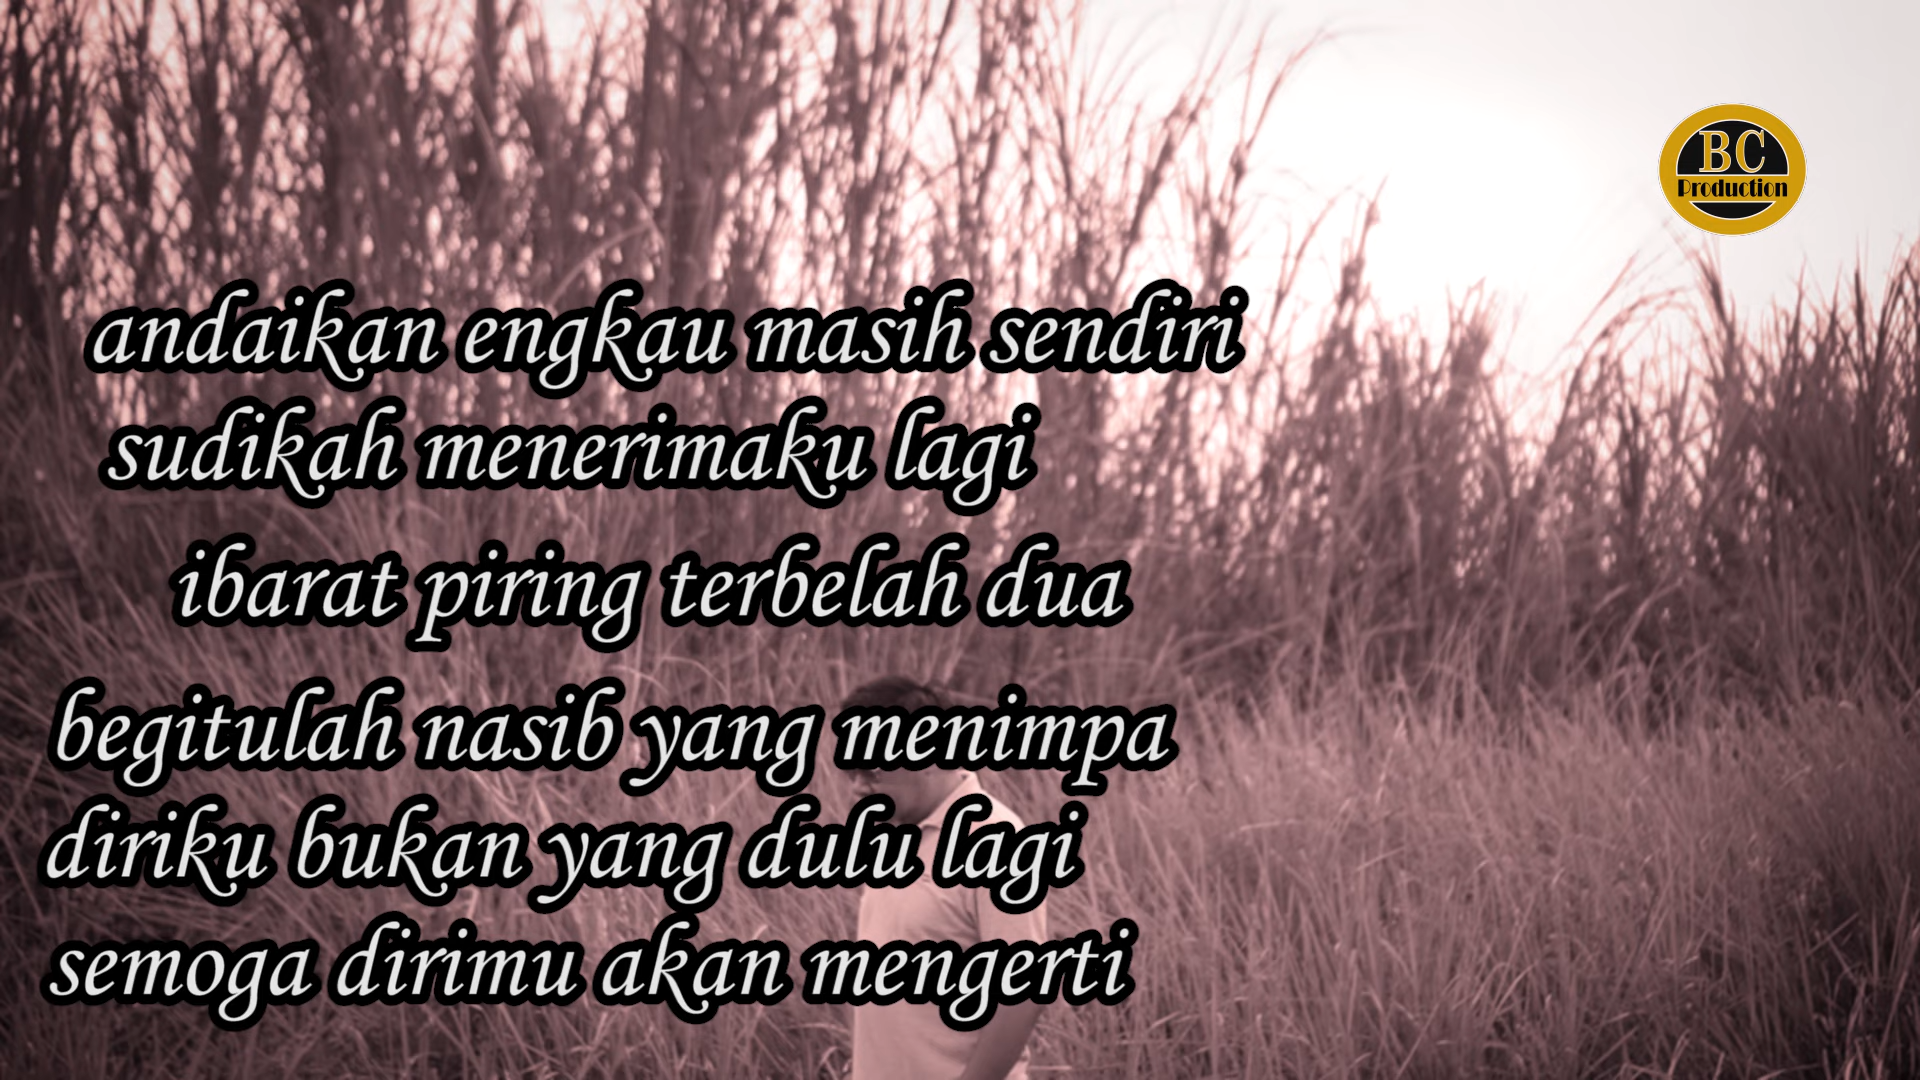 BC
Production
andaikan engkau masih sendiri
sudikah menerimaku lagi
ibarat piring terbelah dua
begitulah nasib yang menimpa
diriku bukan yang dulu lagi
semoga dirimu akan mengerti